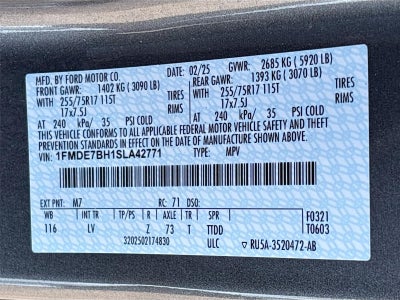 MFD. BY FORD MOTOR CO.
DATE: 02/25 GVWR: 2685 KG (5920 LB)
FRONT GAWR: 1402 KG (3090 LB) REAR GAWR: 1393 KG (3070 LB)
WITH 255/75R17 115T TIRES WITH 255/75R17 115T TIRES
17x7.5J RIMS 17x7.5J RIMS
AT 240 kPa/ 35 PSI COLD AT 240 kPa/ 35 PSI COLD
THIS VEHICLE CONFORMS TO ALL APPLICABLE FEDERAL MOTOR VEHICLE SAFETY AND THEFT
PREVENTION STANDARDS IN EFFECT ON THE DATE OF MANUFACTURE SHOWN ABOVE.
VIN: 1FMDE7BH1SLA42771 TYPE: MPV
EXT PNT: M7 RC: 71 DSO:
WB INT TR TP/PS R AXLE TR SPR F0321
116 LV Z 73 T TTDD T0603
3202502174830 ULC RU5A-3520472-AB